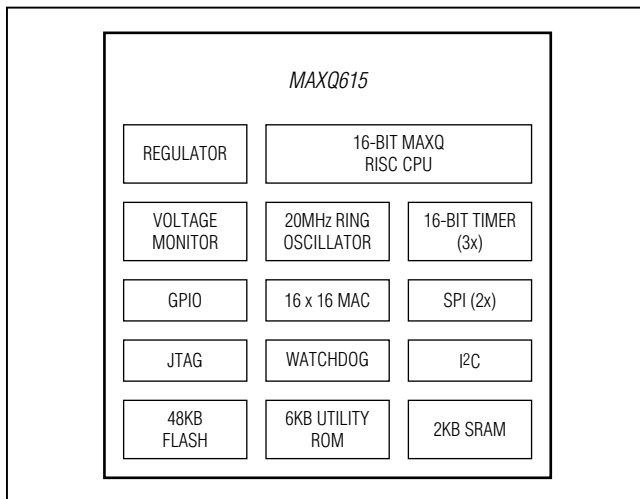 MAXQ615
REGULATOR
16-BIT MAXQ
RISC CPU
VOLTAGE
MONITOR
20MHz RING
OSCILLATOR
16-BIT TIMER
(3x)
GPIO
16 x 16 MAC
SPI (2x)
JTAG
WATCHDOG
I2C
48KB
FLASH
6KB UTILITY
ROM
2KB SRAM